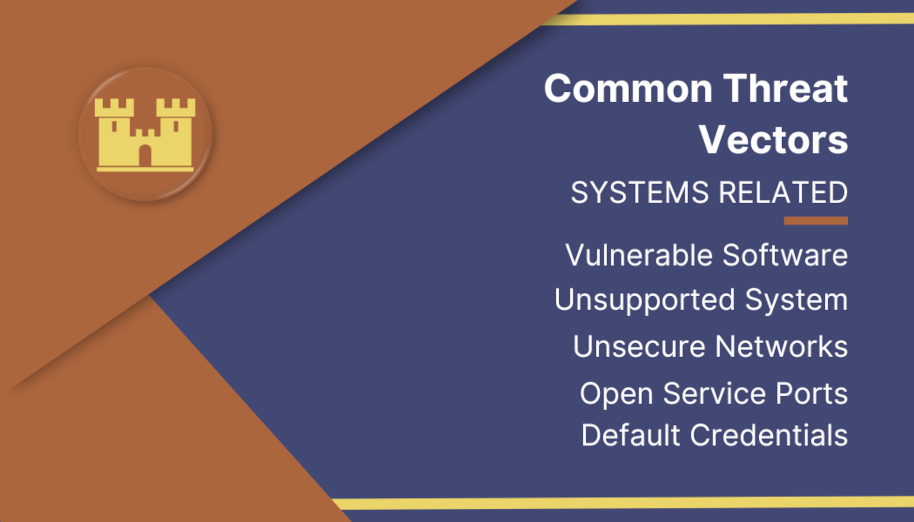 Common Threat
Vectors
SYSTEMS RELATED
Vulnerable Software
Unsupported System
Unsecure Networks
Open Service Ports
Default Credentials